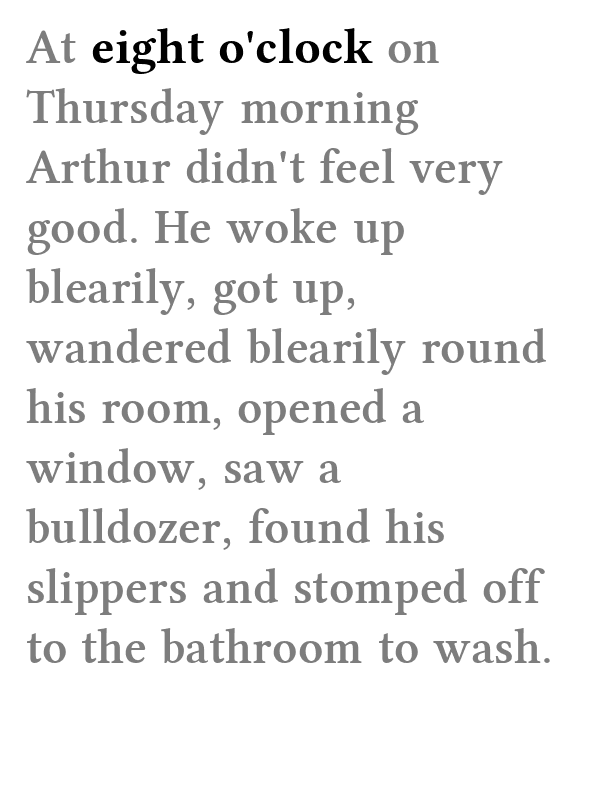 At eight o'clock on
Thursday morning
Arthur didn't feel very
good. He woke up
blearily, got up,
wandered blearily round
his room, opened a
window, saw a
bulldozer, found his
slippers and stomped off
to the bathroom to wash.